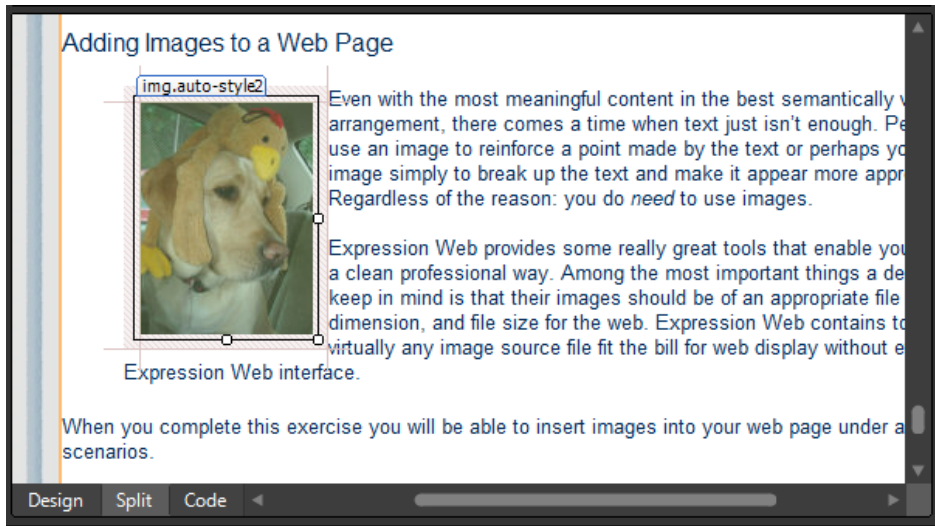 Adding Images to a Web Page
img.auto-style2
Even with the most meaningful content in the best semantically
arrangement, there comes a time when text just isn't enough.
use an image to reinforce a point made by the text or perhaps
image simply to break up the text and make it appear more
Regardless of the reason: you do need to use images.
Expression Web provides some really great tools that enable you
a clean professional way. Among the most important things a
keep in mind is that their images should be of an appropriate file
dimension, and file size for the web. Expression Web contains
virtually any image source file fit the bill for web display without
Expression Web interface.
When you complete this exercise you will be able to insert images into your web page under a
scenarios.
Design Split Code